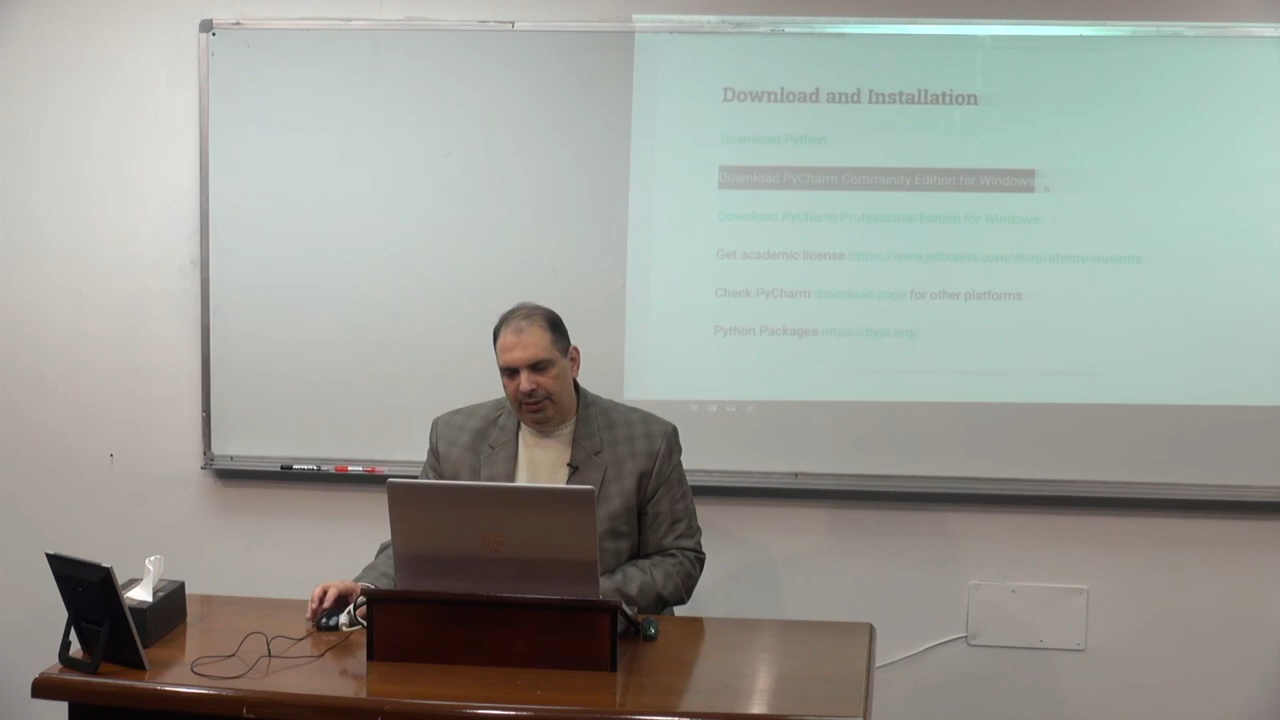 Download and Installation
Download Python
Download PyCharm Community Edition for Windows
Download PyCharm Professional Edition for Windows
Get academic license https://www.jetbrains.com/shop/eform/students
Check PyCharm download page for other platforms
Python Packages https://pypi.org/